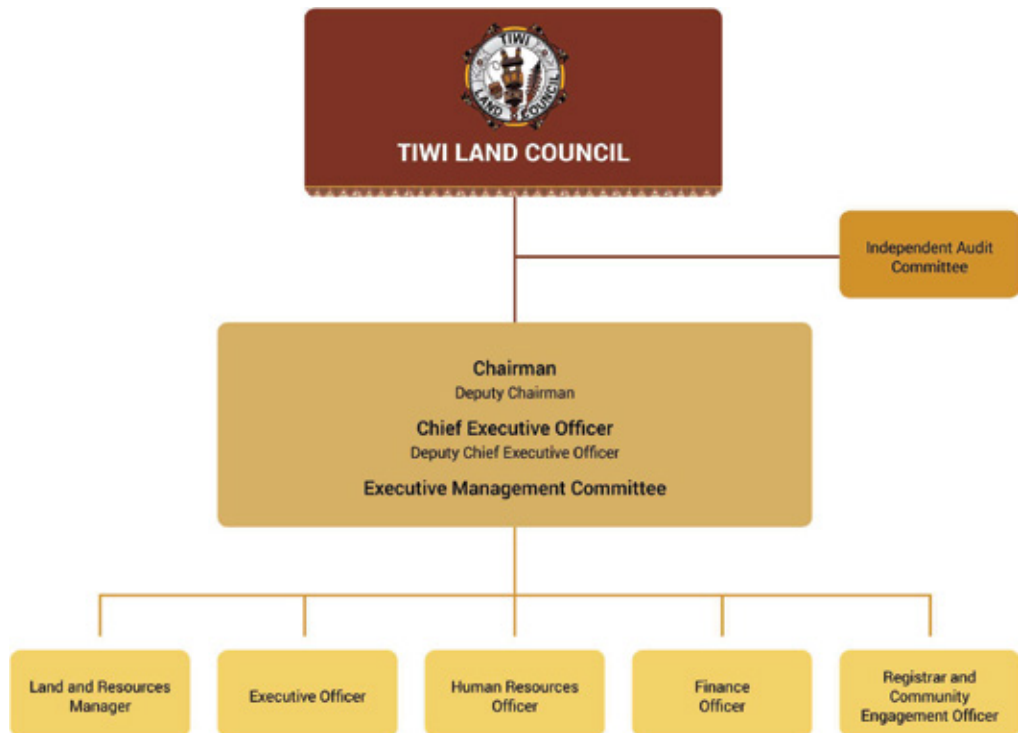 TIWI
LAND COUNCIL
TIWI LAND COUNCIL
Independent Audit
Committee
Chairman
Deputy Chairman
Chief Executive Officer
Deputy Chief Executive Officer
Executive Management Committee
Land and Resources
Manager
Executive Officer
Human Resources
Officer
Finance
Officer
Registrar and
Community
Engagement Officer